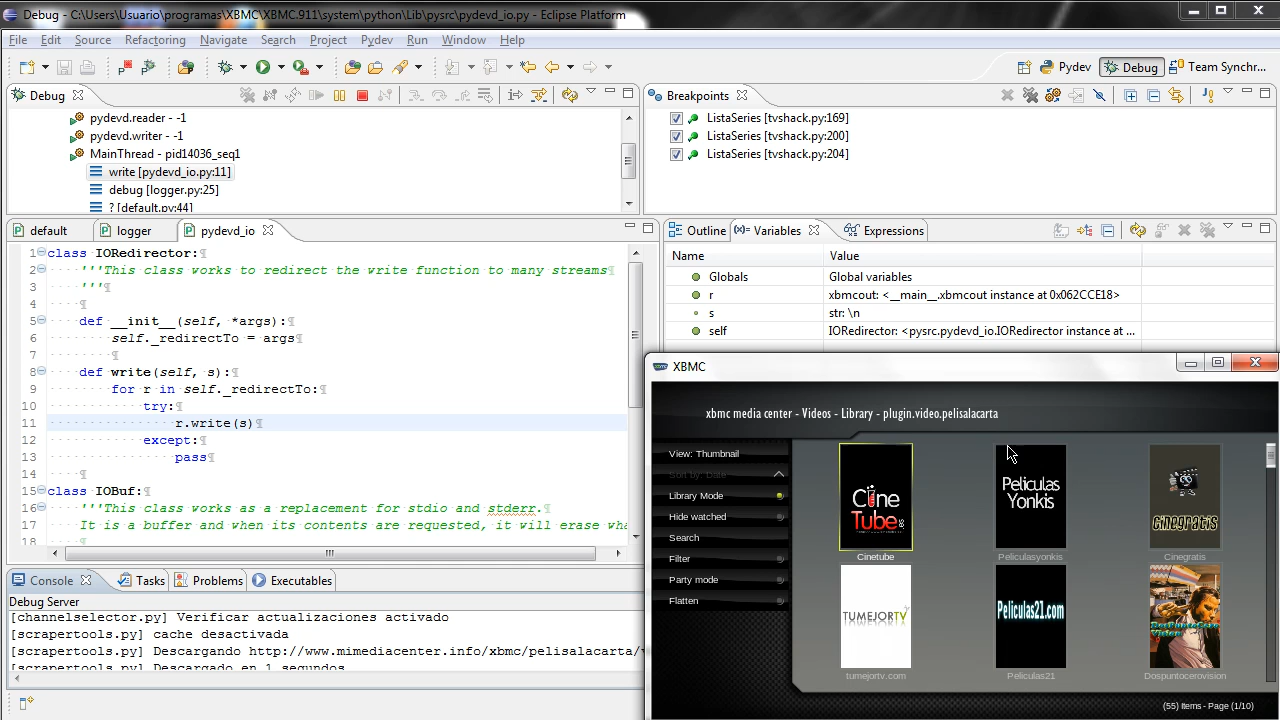 Debug - C:\Users\Usuario\programas\XBMC\XBMC.911\system\python\Lib\pysrc\pydevd_io.py - Eclipse Platform
File Edit Source Refactoring Navigate Search Project Pydev Run Window Help
Pydev Debug Team Synchr...
Debug
pydevd.reader - -1
pydevd.writer - -1
MainThread - pid14036_seq1
write [pydevd_io.py:11]
debug [logger.py:25]
? [default.py:44]
Breakpoints
ListaSeries [tvshack.py:169]
ListaSeries [tvshack.py:200]
ListaSeries [tvshack.py:204]
default logger pydevd_io
1 class IORedirector:¶
2 ····'''This class works to redirect the write function to many streams¶
3 ····'''¶
4 ····¶
5 ····def __init__(self, *args):¶
6 ········self._redirectTo = args
7 ········¶
8 ····def write(self, s):¶
9 ········for r in self._redirectTo:¶
10 ············try:¶
11 ················r.write(s)¶
12 ············except:¶
13 ················pass¶
¶
15 class IOBuf:¶
16 ····'''This class works as a replacement for stdio and stderr.¶
17 ····It is a buffer and when its contents are requested, it will erase wha
18 ····
Outline (x)= Variables Expressions
Name Value
Globals Global variables
r xbmcout: <__main__.xbmcout instance at 0x062CCE18>
s str: \n
self IORedirector: <pysrc.pydevd_io.IORedirector instance at ...
Console Tasks Problems Executables
Debug Server
[scrapertools.py] Descargando http://www.mimediacenter.info/xbmc/pelisalacarta/
[scrapertools.py] Descargado en 1 segundos
XBMC
xbmc media center - Videos - Library - plugin.video.pelisalacarta
View: Thumbnail
Sort by: Date
Library Mode
Hide watched
Search
Filter
Party mode
Flatten
Cine
Tube
Cinetube
Peliculas
Yonkis
Peliculasyonkis
cinegratis
Cinegratis
TUMEJORTV
tumejortv.com
Peliculas21.com
Peliculas21
DosPuntoCero
Vision
Dospuntocerovision
(55) Items - Page (1/10)